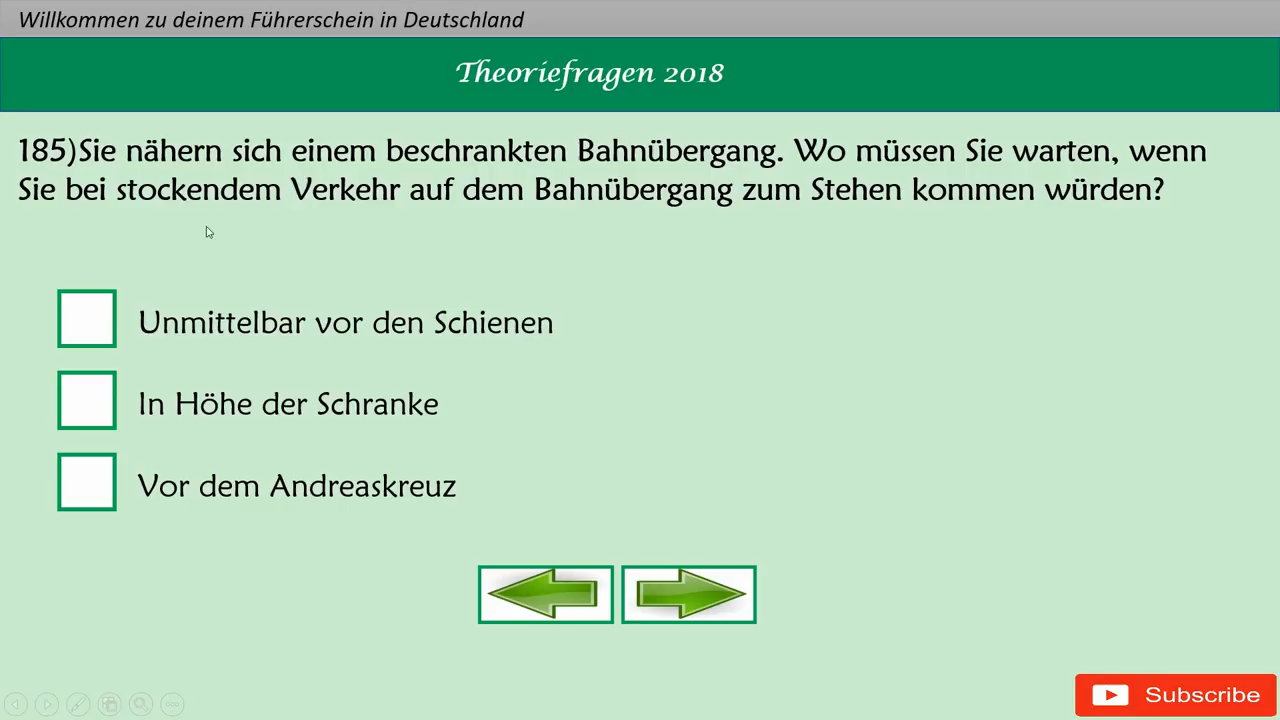 Willkommen zu deinem Führerschein in Deutschland
Theoriefragen 2018
185)Sie nähern sich einem beschrankten Bahnübergang. Wo müssen Sie warten, wenn
Sie bei stockendem Verkehr auf dem Bahnübergang zum Stehen kommen würden?
Unmittelbar vor den Schienen
In Höhe der Schranke
Vor dem Andreaskreuz
Subscribe